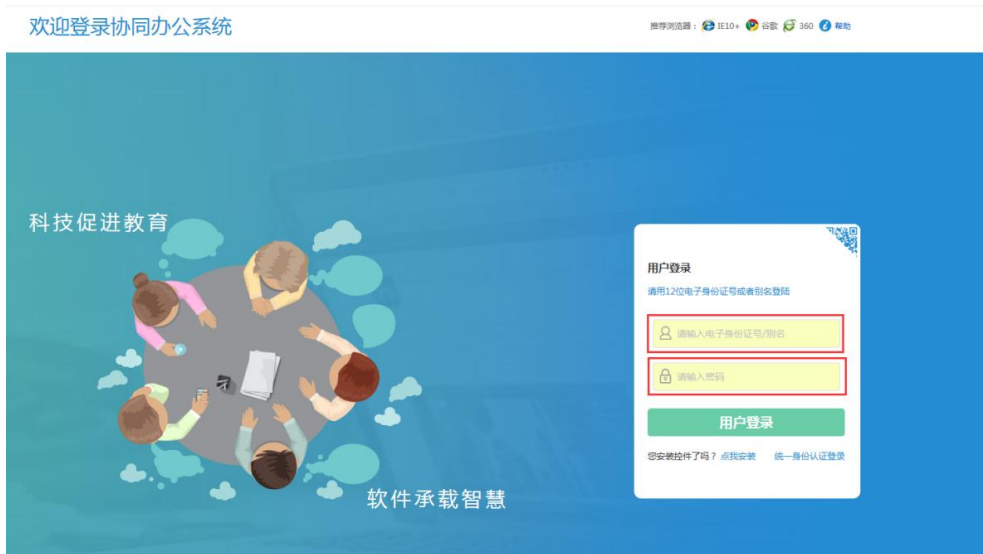 欢迎登录协同办公系统
推荐浏览器： IE10+ 谷歌 360 帮助
科技促进教育
用户登录
请用12位电子身份证号或者别名登陆
请输入电子身份证号/别名
请输入密码
用户登录
您安装控件了吗？ 点我安装 统一身份认证登录
软件承载智慧